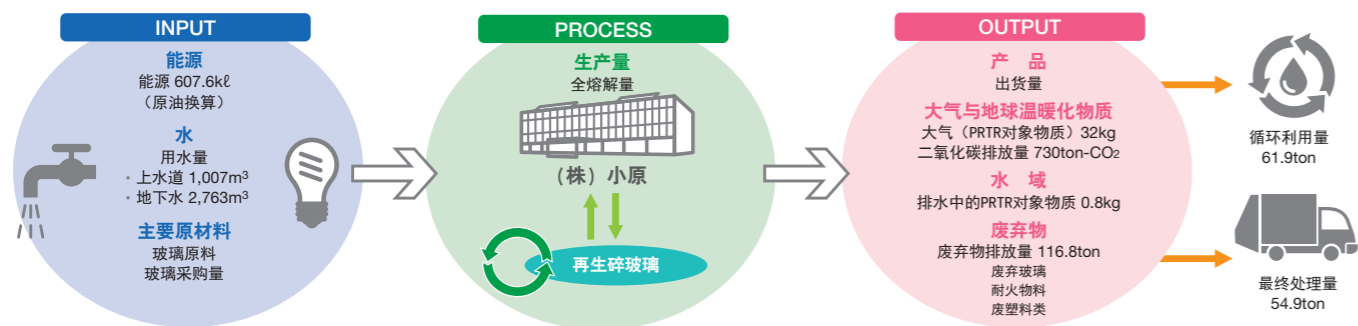 INPUT
能源
能源 607.6kℓ
（原油换算）
水
用水量
・上水道 1,007m³
・地下水 2,763m³
主要原材料
玻璃原料
玻璃采购量
PROCESS
生产量
全熔解量
（株）小原
再生碎玻璃
OUTPUT
产　品
出货量
大气与地球温暖化物质
大气（PRTR对象物质）32kg
二氧化碳排放量 730ton-CO₂
水　域
排水中的PRTR对象物质 0.8kg
废弃物
废弃物排放量 116.8ton
废弃玻璃
耐火物料
废塑料类
循环利用量
61.9ton
最终处理量
54.9ton